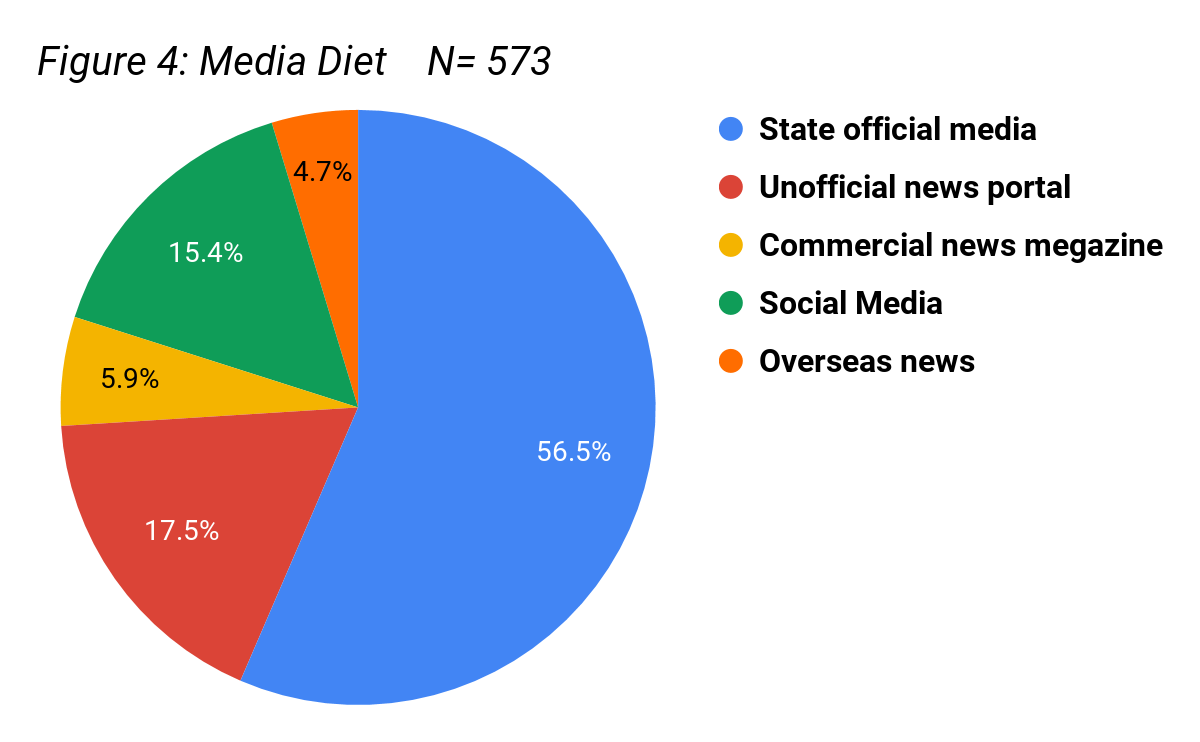 Figure 4: Media Diet N= 573
State official media
Unofficial news portal
Commercial news megazine
Social Media
Overseas news
4.7%
15.4%
5.9%
56.5%
17.5%